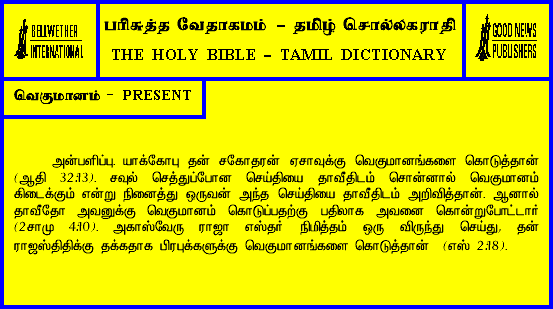 BELLWETHER
INTERNATIONAL
பரிசுத்த வேதாகமம் - தமிழ் சொல்லகராதி
THE HOLY BIBLE - TAMIL DICTIONARY
GOOD NEWS
PUBLISHERS
வெகுமானம் - PRESENT
அன்பளிப்பு. யாக்கோபு தன் சகோதரன் ஏசாவுக்கு வெகுமானங்களை கொடுத்தான்
(ஆதி 32:13). சவுல் செத்துப்போன செய்தியை தாவீதிடம் சொன்னால் வெகுமானம்
கிடைக்கும் என்று நினைத்து ஒருவன் அந்த செய்தியை தாவீதிடம் அறிவித்தான். ஆனால்
தாவீதோ அவனுக்கு வெகுமானம் கொடுப்பதற்கு பதிலாக அவனை கொன்றுபோட்டார்
(2சாமு 4:10). அகாஸ்வேரு ராஜா எஸ்தர் நிமித்தம் ஒரு விருந்து செய்து, தன்
ராஜஸ்திதிக்கு தக்கதாக பிரபுக்களுக்கு வெகுமானங்களை கொடுத்தான் (எஸ் 2:18).